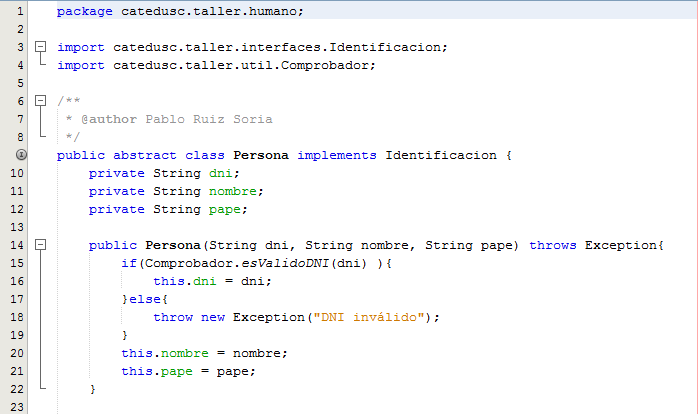 1 package catedusc.taller.humano;
2
3 import catedusc.taller.interfaces.Identificacion;
4 import catedusc.taller.util.Comprobador;
5
6 /**
7 * @author Pablo Ruiz Soria
8 */
public abstract class Persona implements Identificacion {
10 private String dni;
11 private String nombre;
12 private String pape;
13
14 public Persona(String dni, String nombre, String pape) throws Exception{
15 if(Comprobador.esValidoDNI(dni) ){
16 this.dni = dni;
17 }else{
18 throw new Exception("DNI inválido");
19 }
20 this.nombre = nombre;
21 this.pape = pape;
22 }
23